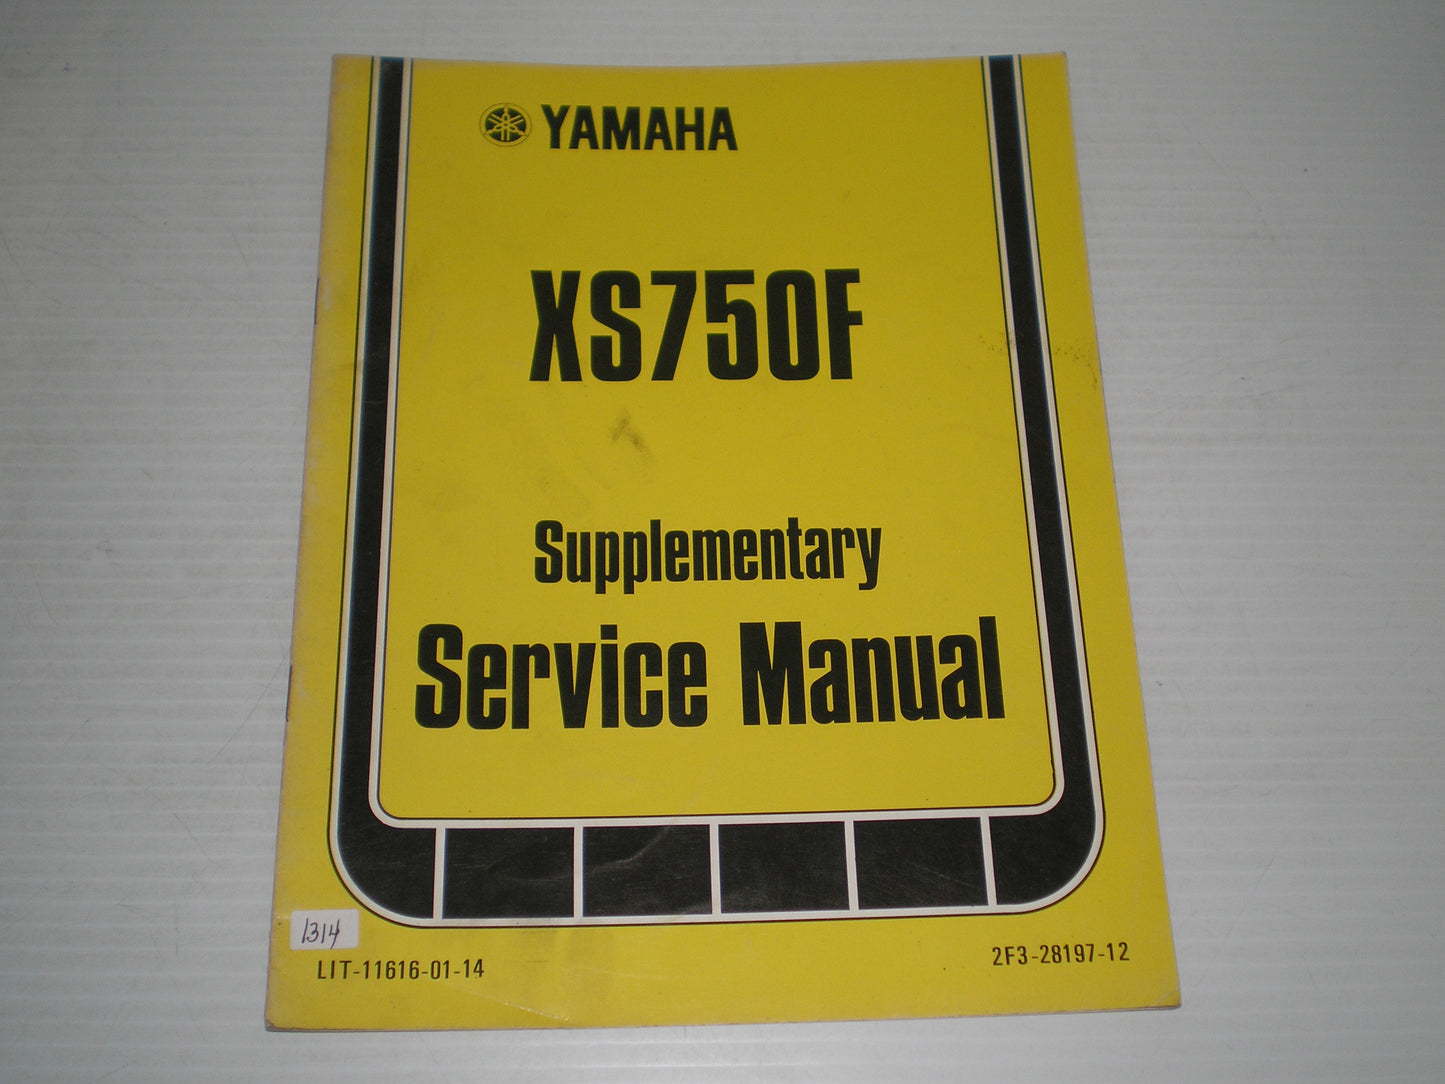 YAMAHA
XS750F
Supplementary
Service Manual
1314
LIT-11616-01-14
2F3-28197-12